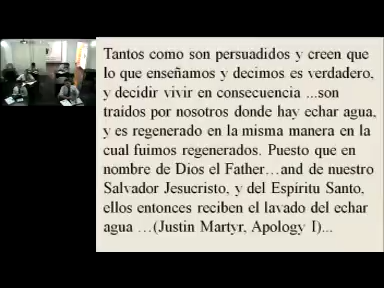 Tantos como son persuadidos y creen que
lo que enseñamos y decimos es verdadero,
y decidir vivir en consecuencia ...son
traídos por nosotros donde hay echar agua,
y es regenerado en la misma manera en la
cual fuimos regenerados. Puesto que en
nombre de Dios el Father…and de nuestro
Salvador Jesucristo, y del Espíritu Santo,
ellos entonces reciben el lavado del echar
agua …(Justin Martyr, Apology I)...